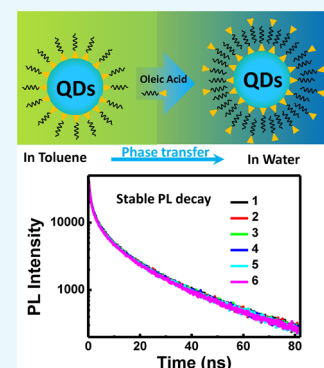 QDs
Oleic Acid
QDs
In Toluene
Phase transfer
In Water
Stable PL decay
1
2
3
4
5
6
10000
1000
PL Intensity
0 20 40 60 80
Time (ns)